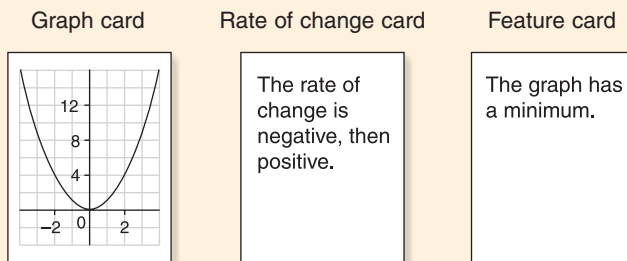 Graph card
Rate of change card
Feature card
12
8
4
−2
0
2
The rate of
change is
negative, then
positive.
The graph has
a minimum.